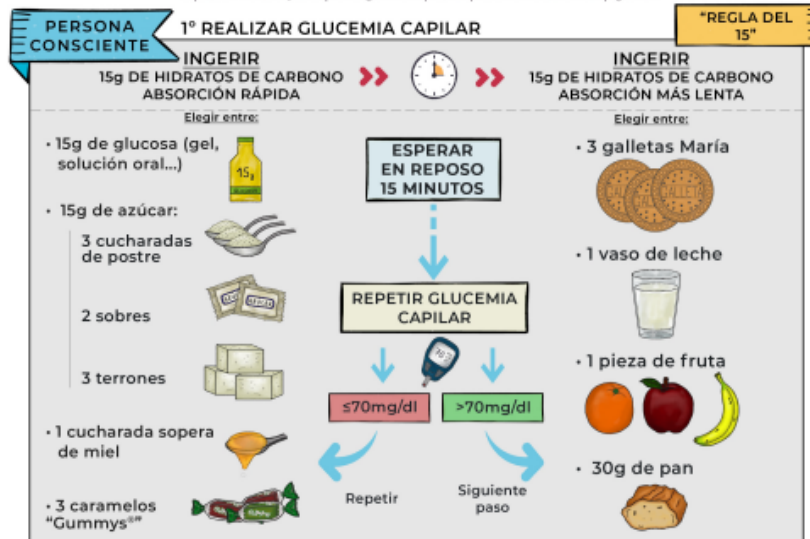 PERSONA
CONSCIENTE
1º REALIZAR GLUCEMIA CAPILAR
"REGLA DEL
15"
INGERIR
15g DE HIDRATOS DE CARBONO
ABSORCIÓN RÁPIDA
Elegir entre:
• 15g de glucosa (gel,
solución oral...)
15g
• 15g de azúcar:
3 cucharadas
de postre
2 sobres
3 terrones
• 1 cucharada sopera
de miel
• 3 caramelos
"Gummys®"
ESPERAR
EN REPOSO
15 MINUTOS
REPETIR GLUCEMIA
CAPILAR
≤70mg/dl
>70mg/dl
Repetir
Siguiente
paso
INGERIR
15g DE HIDRATOS DE CARBONO
ABSORCIÓN MÁS LENTA
Elegir entre:
• 3 galletas María
• 1 vaso de leche
• 1 pieza de fruta
• 30g de pan